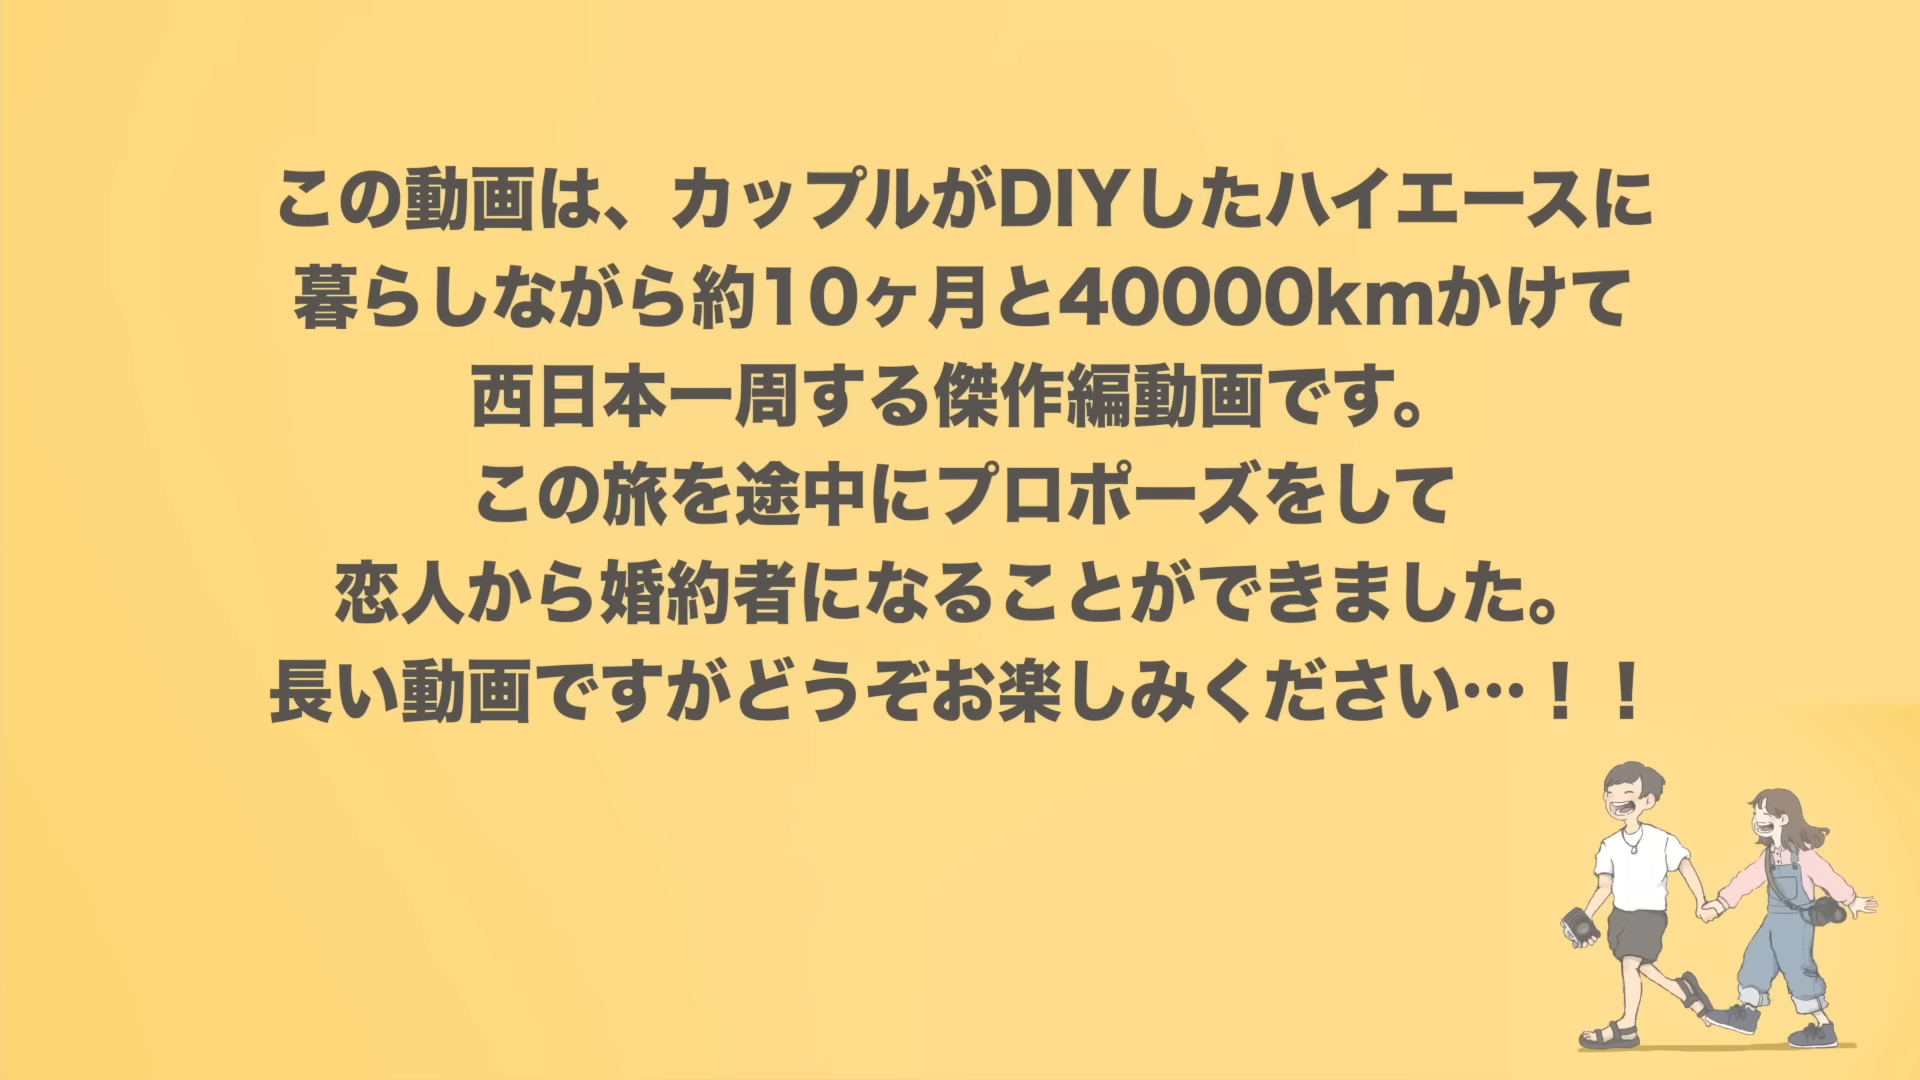 この動画は、カップルがDIYしたハイエースに
暮らしながら約10ヶ月と40000kmかけて
西日本一周する傑作編動画です。
この旅を途中にプロポーズをして
恋人から婚約者になることができました。
長い動画ですがどうぞお楽しみください…！！